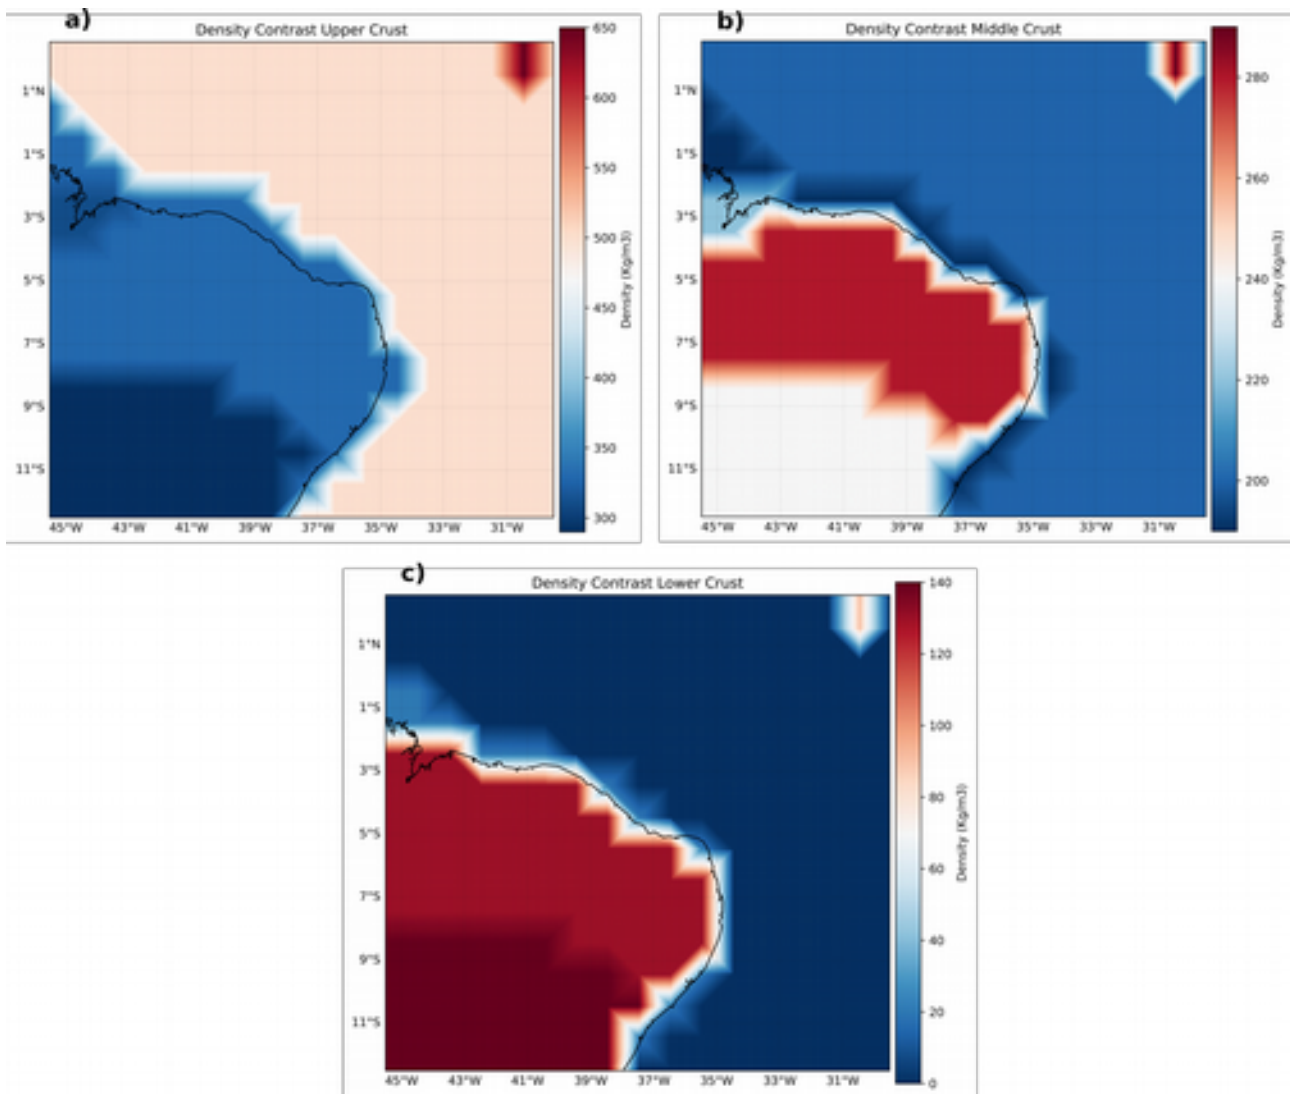 a)
Density Contrast Upper Crust
1°N
1°S
3°S
5°S
7°S
9°S
11°S
45°W 43°W 41°W 39°W 37°W 35°W 33°W 31°W
650
600
550
500
450
400
350
300
Density (Kg/m3)
b)
Density Contrast Middle Crust
1°N
1°S
3°S
5°S
7°S
9°S
11°S
45°W 43°W 41°W 39°W 37°W 35°W 33°W 31°W
280
260
240
220
200
Density (Kg/m3)
c)
Density Contrast Lower Crust
1°N
1°S
3°S
5°S
7°S
9°S
11°S
45°W 43°W 41°W 39°W 37°W 35°W 33°W 31°W
140
120
100
80
60
40
20
0
Density (Kg/m3)